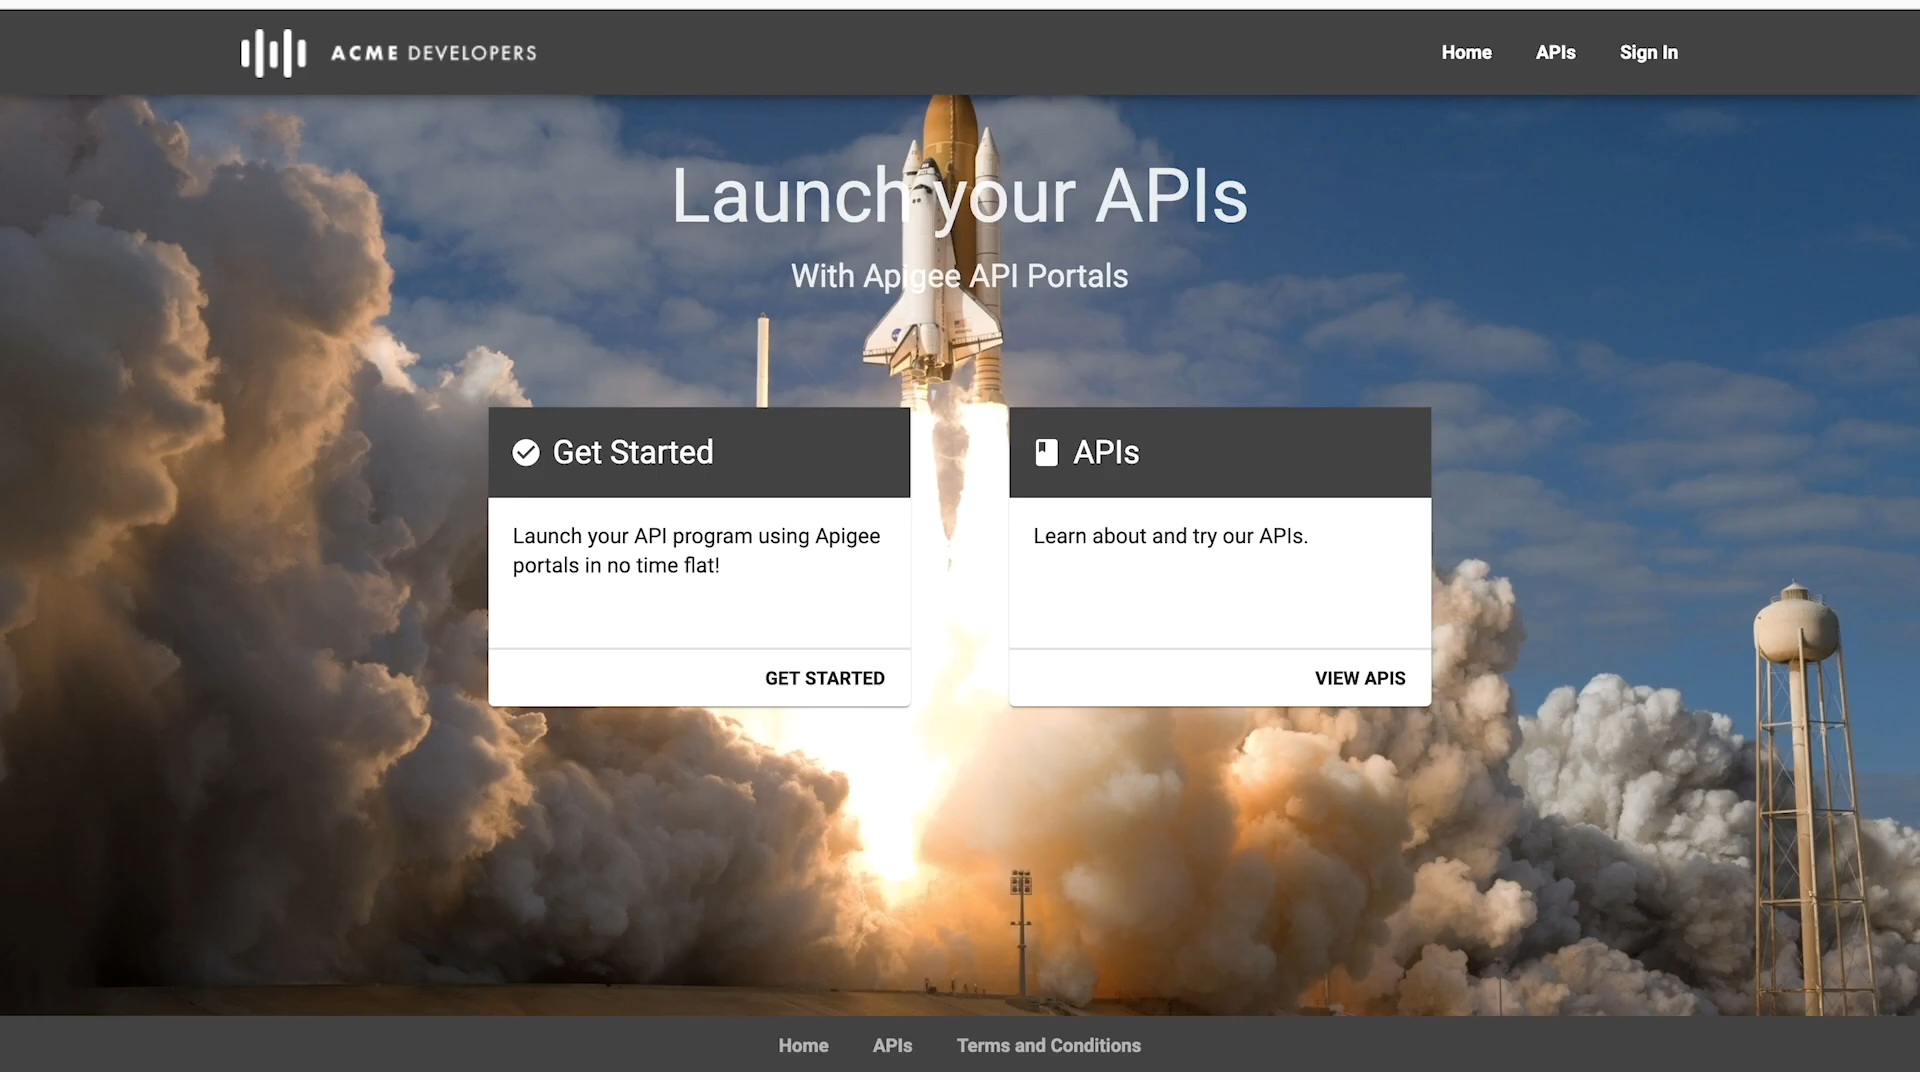 ACME DEVELOPERS
Home
APIs
Sign In
Launch your APIs
With Apigee API Portals
Get Started
APIs
Launch your API program using Apigee
portals in no time flat!
Learn about and try our APIs.
GET STARTED
VIEW APIS
Home
APIs
Terms and Conditions